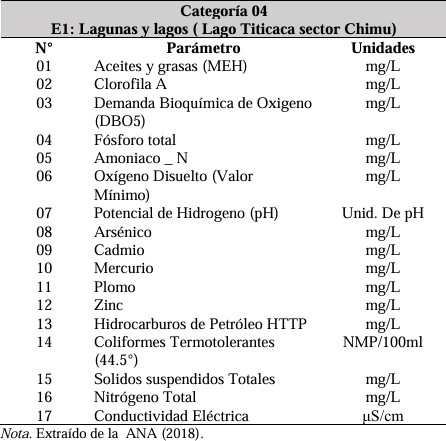 Categoría 04
E1: Lagunas y lagos ( Lago Titicaca sector Chimu)
N° Parámetro Unidades
01 Aceites y grasas (MEH) mg/L
02 Clorofila A mg/L
03 Demanda Bioquímica de Oxigeno mg/L
(DBO5)
04 Fósforo total mg/L
05 Amoniaco _ N mg/L
06 Oxígeno Disuelto (Valor mg/L
Mínimo)
07 Potencial de Hidrogeno (pH) Unid. De pH
08 Arsénico mg/L
09 Cadmio mg/L
10 Mercurio mg/L
11 Plomo mg/L
12 Zinc mg/L
13 Hidrocarburos de Petróleo HTTP mg/L
14 Coliformes Termotolerantes NMP/100ml
(44.5°)
15 Solidos suspendidos Totales mg/L
16 Nitrógeno Total mg/L
17 Conductividad Eléctrica µS/cm
Nota. Extraído de la ANA (2018).